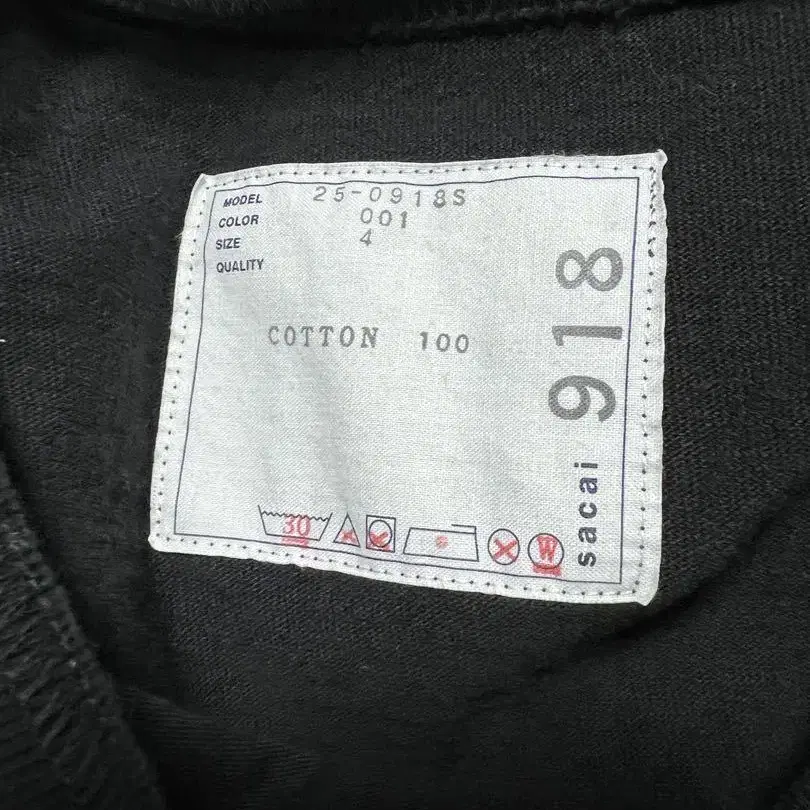 MODEL 25-0918S
COLOR 001
SIZE 4
QUALITY
COTTON 100
30
W
sacai 918